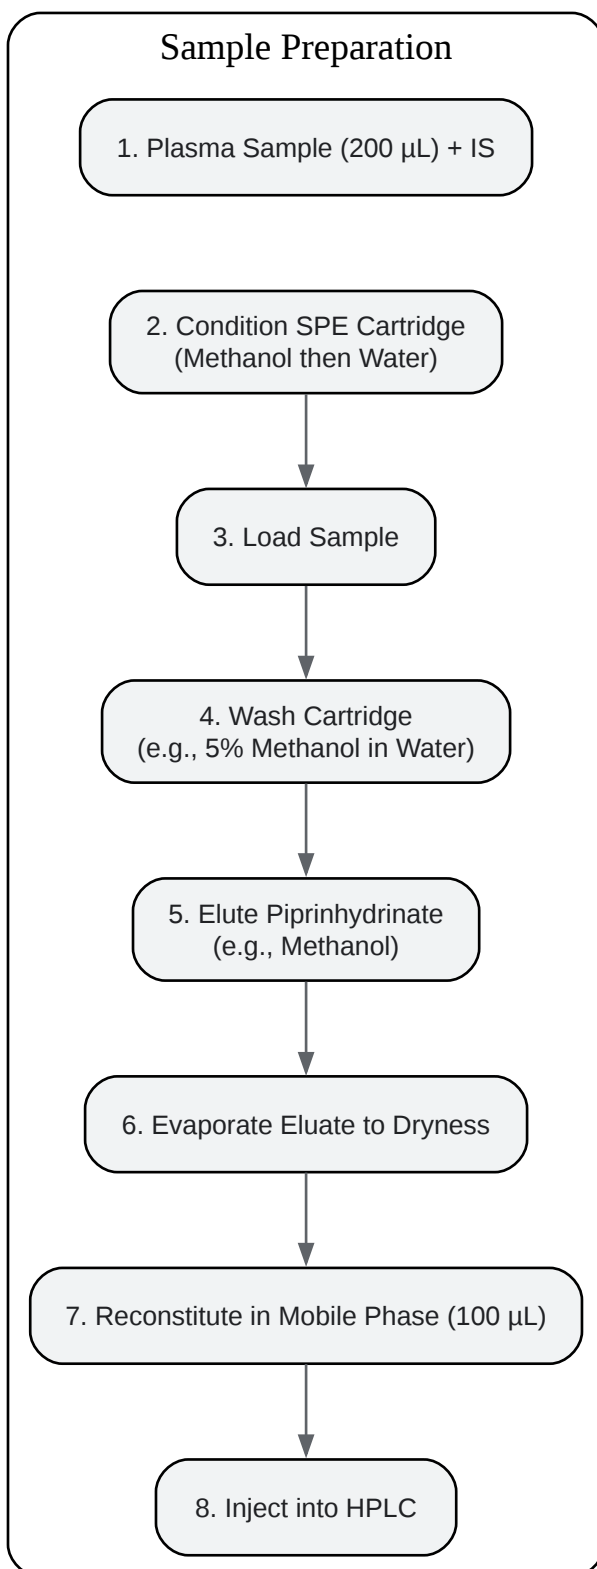 Sample Preparation
1. Plasma Sample (200 µL) + IS
2. Condition SPE Cartridge
(Methanol then Water)
3. Load Sample
4. Wash Cartridge
(e.g., 5% Methanol in Water)
5. Elute Piprinhydrinate
(e.g., Methanol)
6. Evaporate Eluate to Dryness
7. Reconstitute in Mobile Phase (100 µL)
8. Inject into HPLC